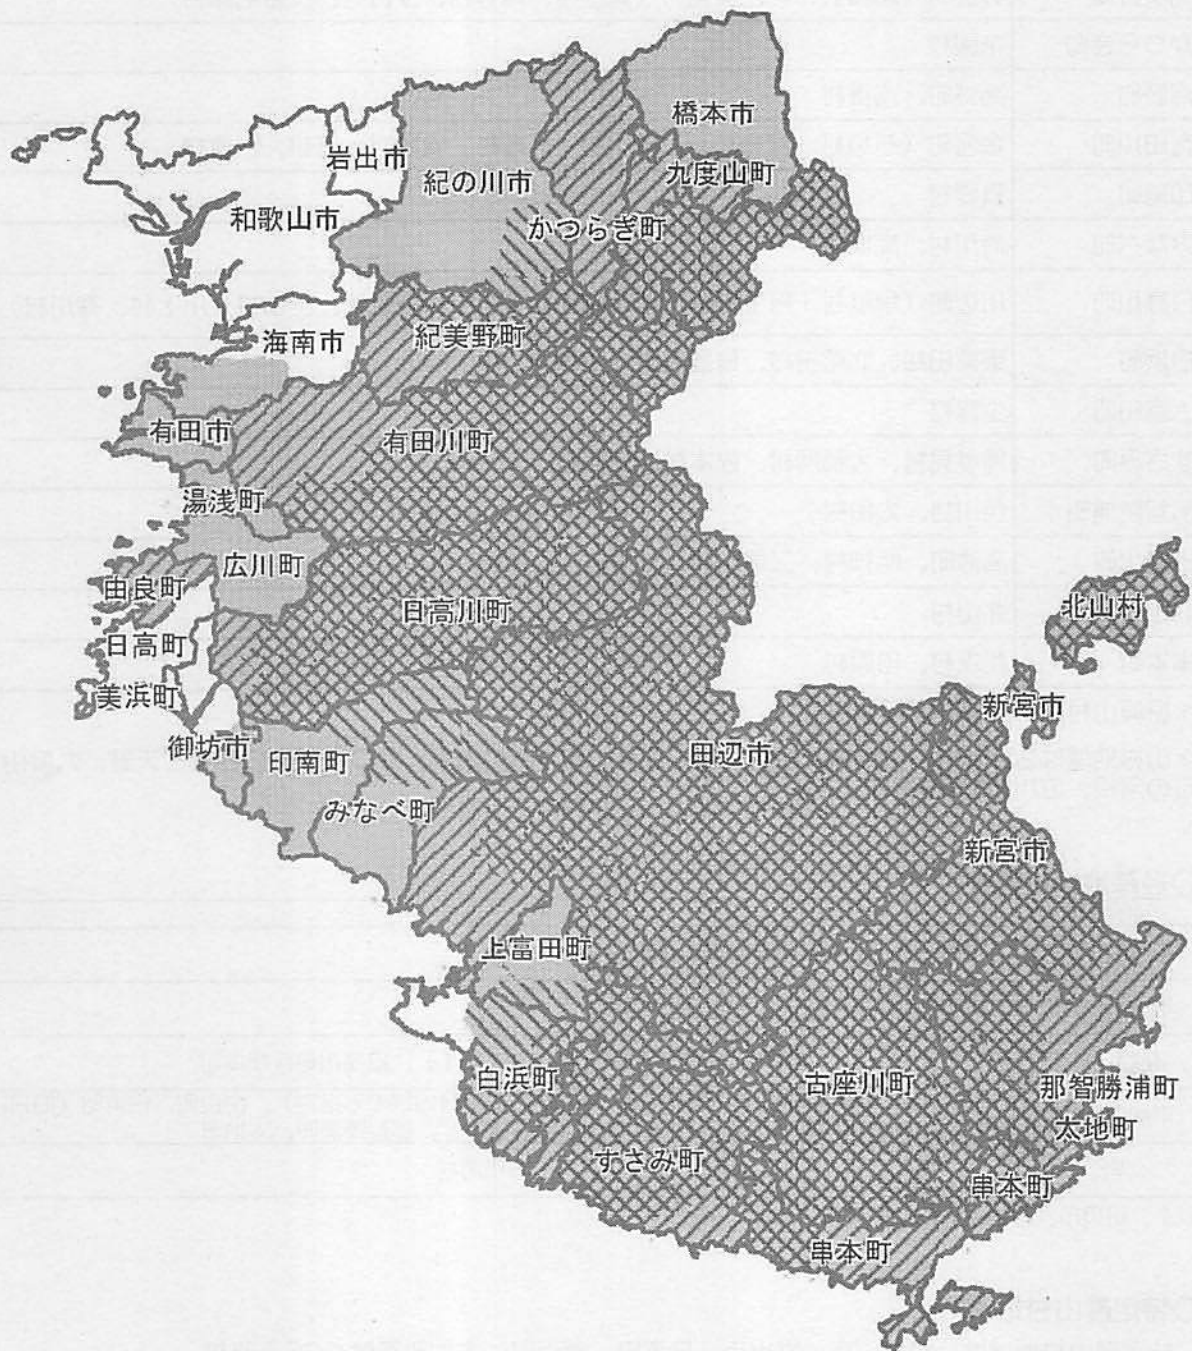 橋本市
岩出市
紀の川市
九度山町
和歌山市
かつらぎ町
海南市
紀美野町
有田市
有田川町
湯浅町
広川町
由良町
日高川町
北山村
日高町
美浜町
新宮市
御坊市
印南町
田辺市
みなべ町
新宮市
上富田町
白浜町
古座川町
那智勝浦町
太地町
すさみ町
串本町
串本町